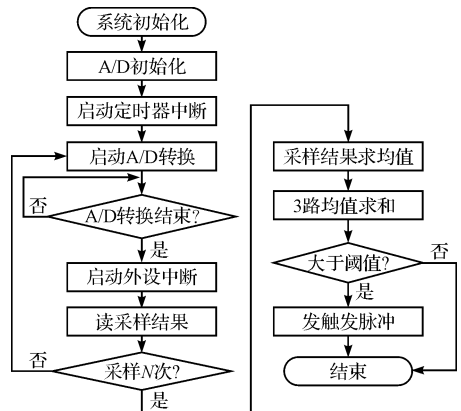 系统初始化
A/D初始化
启动定时器中断
启动A/D转换
否
A/D转换结束?
是
启动外设中断
读采样结果
否
采样N次?
是
采样结果求均值
3路均值求和
否
大于阈值?
是
发触发脉冲
结束